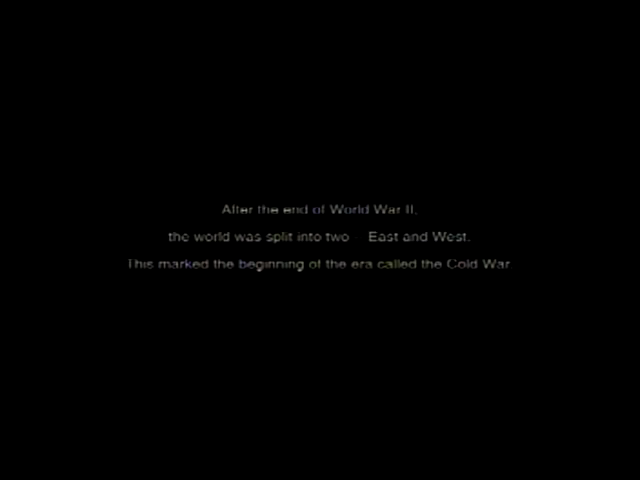 After the end of World War II,
the world was split into two - East and West.
This marked the beginning of the era called the Cold War